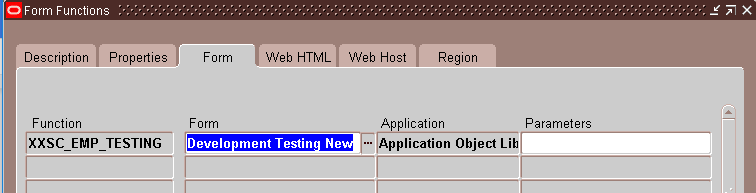 Form Functions
Description Properties Form Web HTML Web Host Region
Function Form Application Parameters
XXSC_EMP_TESTING Development Testing New Application Object Lib